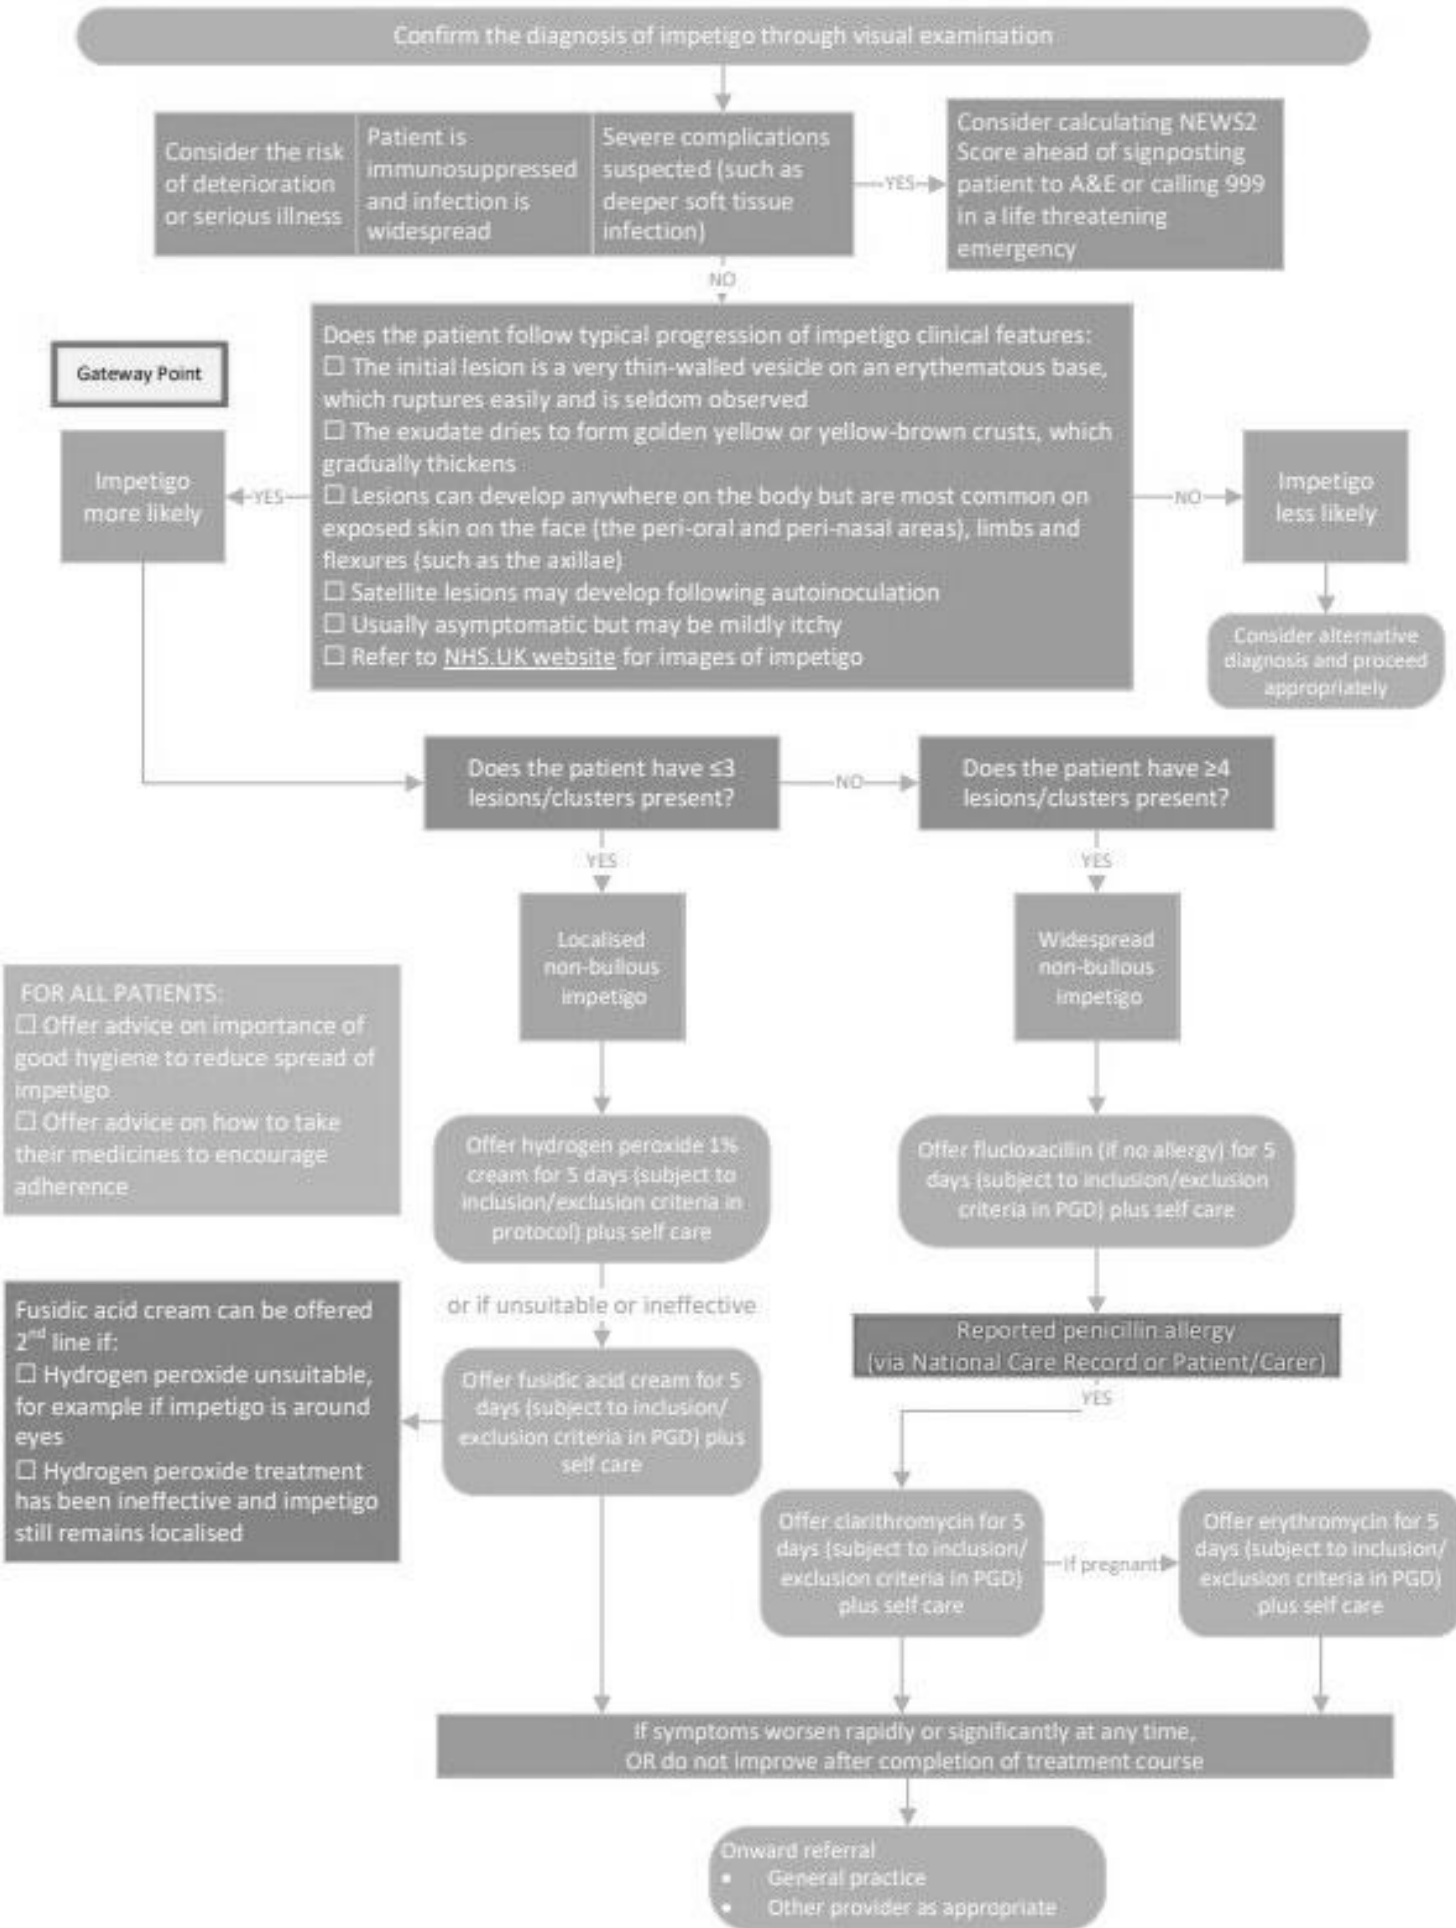 Confirm the diagnosis of impetigo through visual examination
Consider the risk
of deterioration
or serious illness
Patient is
immunosuppressed
and infection is
widespread
Severe complications
suspected (such as
deeper soft tissue
infection)
YES
Consider calculating NEWS2
Score ahead of signposting
patient to A&E or calling 999
in a life threatening
emergency
NO
Gateway Point
Does the patient follow typical progression of impetigo clinical features:
☐ The initial lesion is a very thin-walled vesicle on an erythematous base,
which ruptures easily and is seldom observed
☐ The exudate dries to form golden yellow or yellow-brown crusts, which
gradually thickens
☐ Lesions can develop anywhere on the body but are most common on
exposed skin on the face (the peri-oral and peri-nasal areas), limbs and
flexures (such as the axillae)
☐ Satellite lesions may develop following autoinoculation
☐ Usually asymptomatic but may be mildly itchy
☐ Refer to NHS.UK website for images of impetigo
YES
Impetigo
more likely
NO
Impetigo
less likely
Consider alternative
diagnosis and proceed
appropriately
Does the patient have ≤3
lesions/clusters present?
NO
Does the patient have ≥4
lesions/clusters present?
YES
YES
Localised
non-bullous
impetigo
Widespread
non-bullous
impetigo
FOR ALL PATIENTS:
☐ Offer advice on importance of
good hygiene to reduce spread of
impetigo
☐ Offer advice on how to take
their medicines to encourage
adherence
Offer hydrogen peroxide 1%
cream for 5 days (subject to
inclusion/exclusion criteria in
protocol) plus self care
Offer flucloxacillin (if no allergy) for 5
days (subject to inclusion/exclusion
criteria in PGD) plus self care
or if unsuitable or ineffective
Fusidic acid cream can be offered
2nd line if:
☐ Hydrogen peroxide unsuitable,
for example if impetigo is around
eyes
☐ Hydrogen peroxide treatment
has been ineffective and impetigo
still remains localised
Offer fusidic acid cream for 5
days (subject to inclusion/
exclusion criteria in PGD) plus
self care
Reported penicillin allergy
(via National Care Record or Patient/Carer)
YES
Offer clarithromycin for 5
days (subject to inclusion/
exclusion criteria in PGD)
plus self care
if pregnant
Offer erythromycin for 5
days (subject to inclusion/
exclusion criteria in PGD)
plus self care
If symptoms worsen rapidly or significantly at any time,
OR do not improve after completion of treatment course
Onward referral
• General practice
• Other provider as appropriate